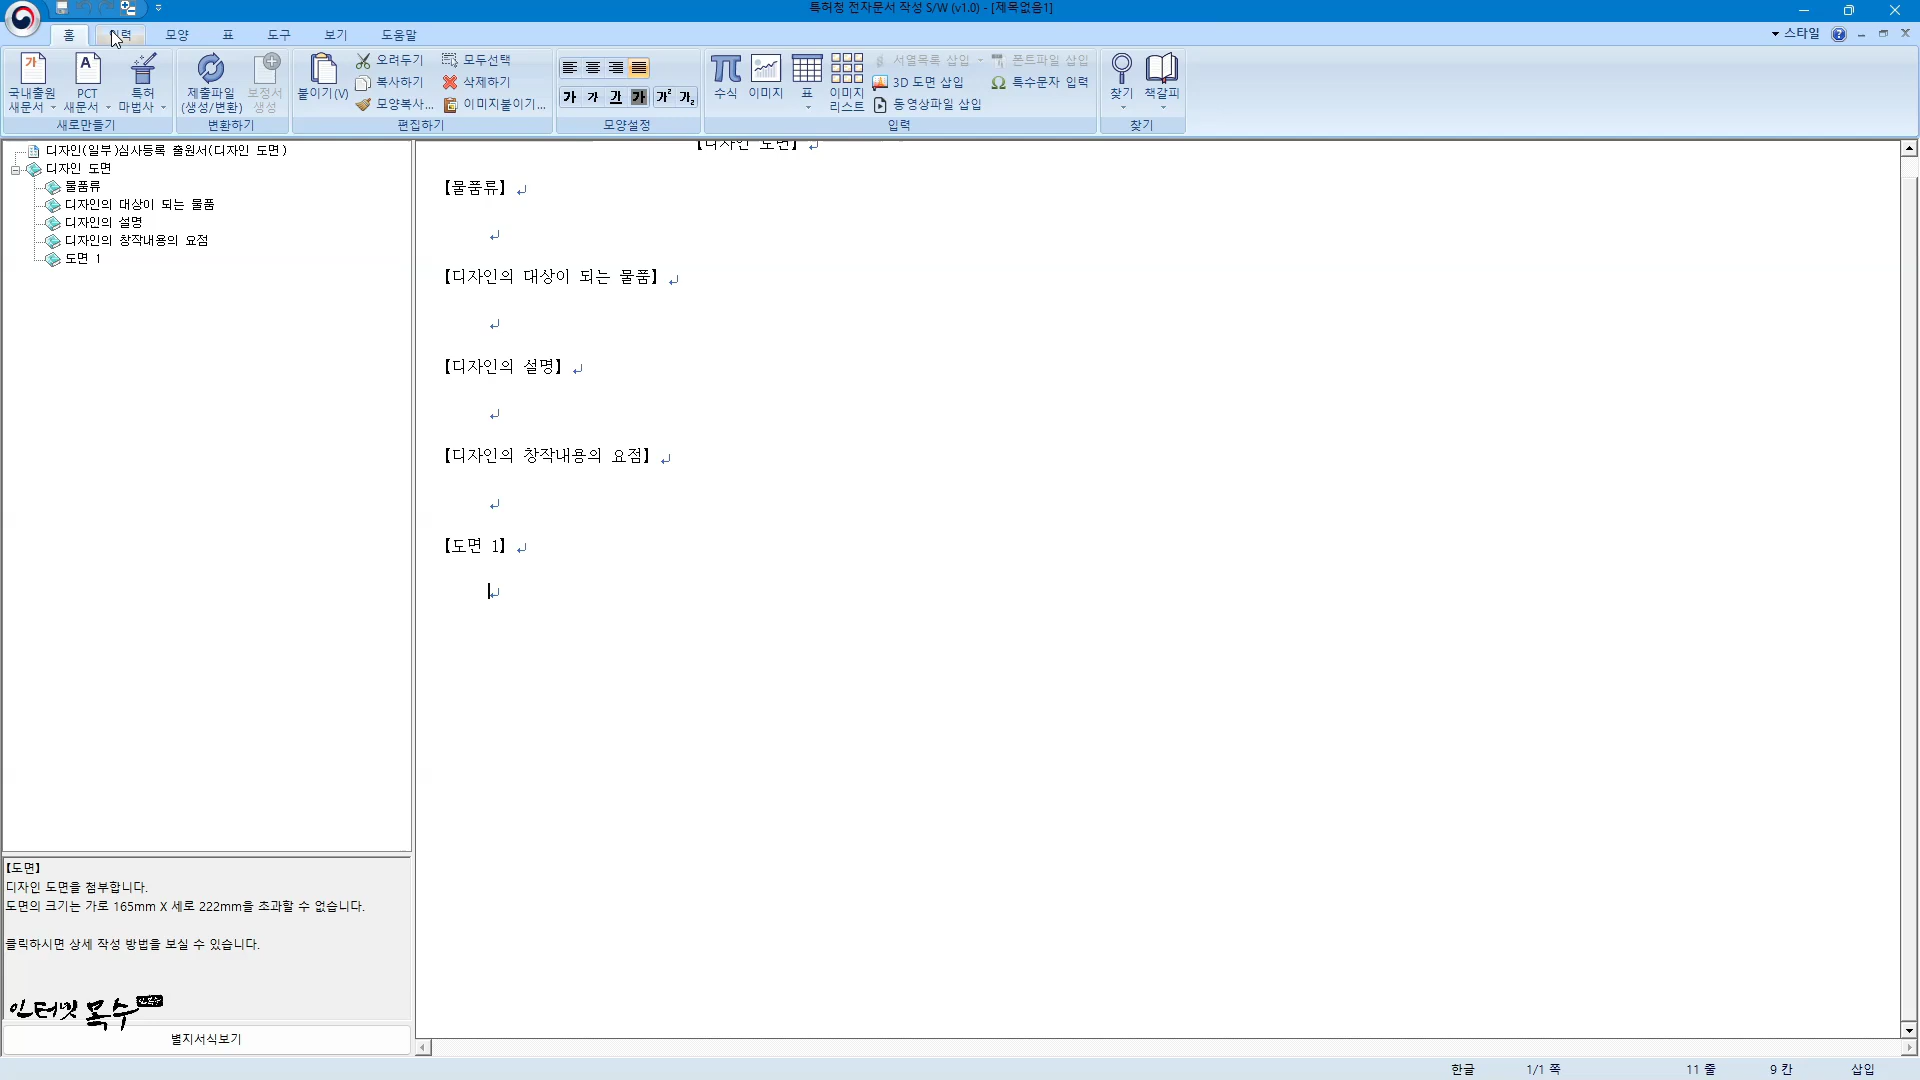 특허청 전자문서 작성 S/W (v1.0) - [제목없음1]
홈 입력 모양 표 도구 보기 도움말
스타일
국내출원 새문서
PCT 새문서
특허 마법사
새로만들기
제출파일 (생성/변환)
보정서 생성
변환하기
붙이기(V)
오려두기
복사하기
모양복사...
모두선택
삭제하기
이미지붙이기...
편집하기
가 가 가 가 가² 가₂
모양설정
수식
이미지
표
이미지 리스트
서열목록 삽입
3D 도면 삽입
동영상파일 삽입
폰트파일 삽입
특수문자 입력
입력
찾기
책갈피
찾기
디자인(일부)심사등록 출원서(디자인 도면)
디자인 도면
물품류
디자인의 대상이 되는 물품
디자인의 설명
디자인의 창작내용의 요점
도면 1
【디자인 도면】
【물품류】
【디자인의 대상이 되는 물품】
【디자인의 설명】
【디자인의 창작내용의 요점】
【도면 1】
【도면】
디자인 도면을 첨부합니다.
도면의 크기는 가로 165mm X 세로 222mm을 초과할 수 없습니다.
클릭하시면 상세 작성 방법을 보실 수 있습니다.
인터넷 목수
별지서식보기
한글 1/1 쪽 11 줄 9 칸 삽입